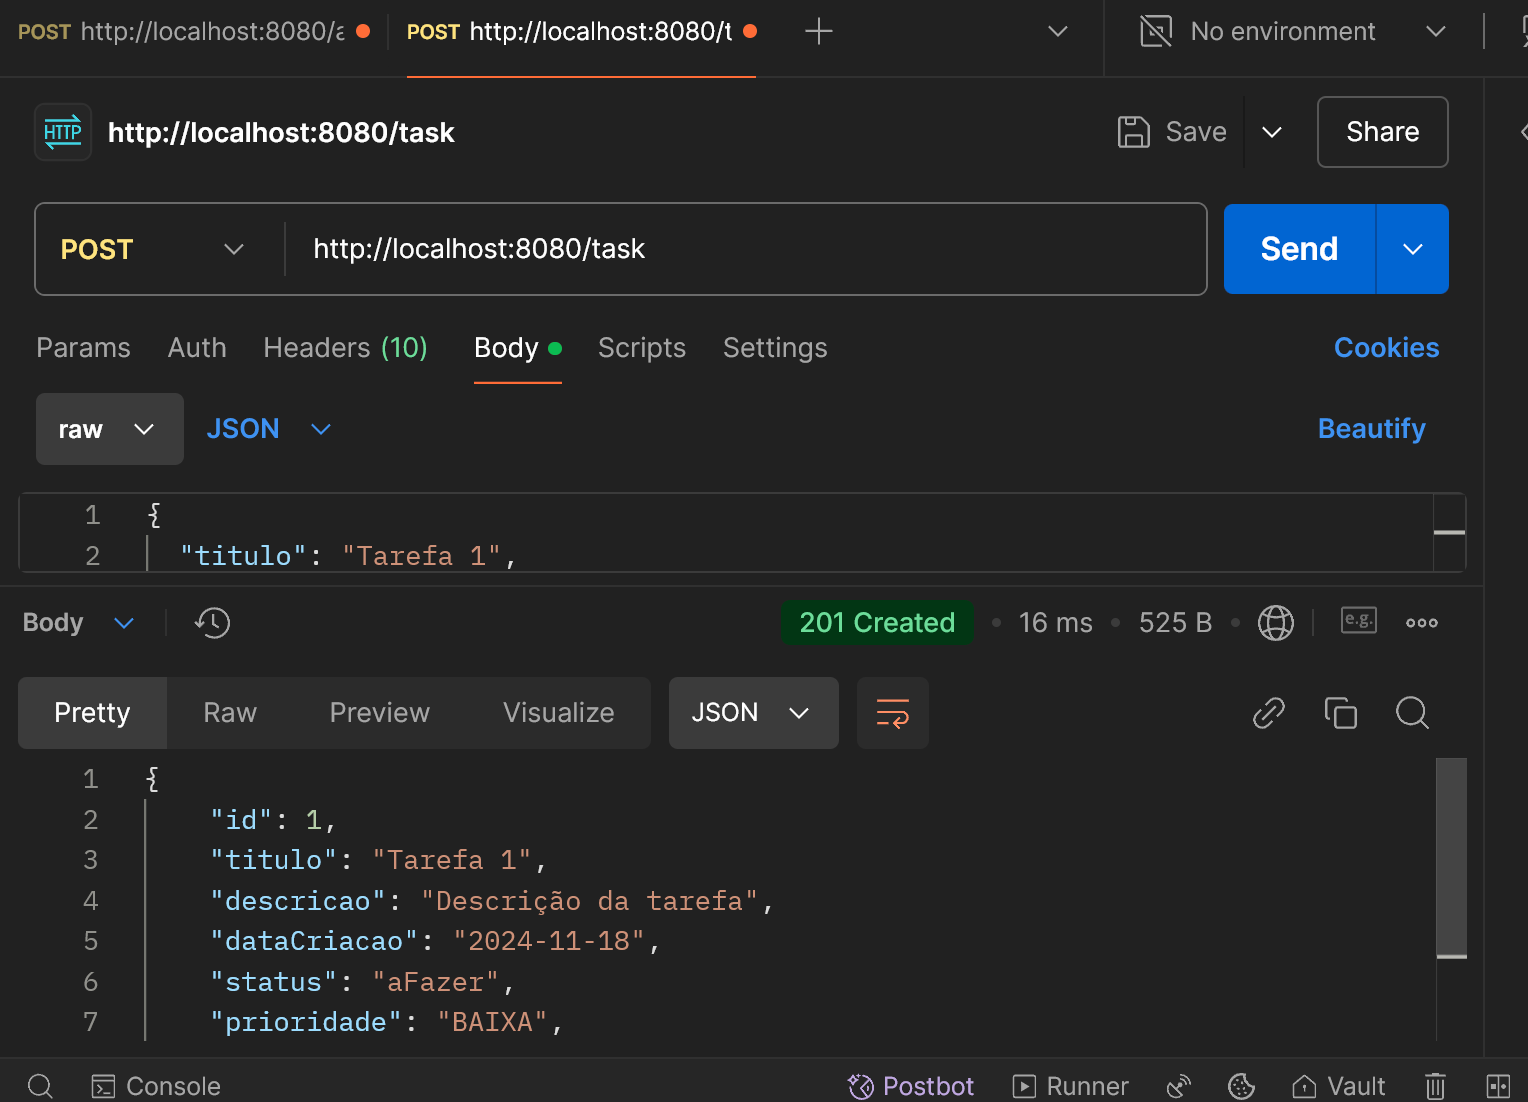 POST http://localhost:8080/a POST http://localhost:8080/t No environment
HTTP http://localhost:8080/task Save Share
POST http://localhost:8080/task Send
Params Auth Headers (10) Body Scripts Settings Cookies
raw JSON Beautify
1 {
2 "titulo": "Tarefa 1",
Body 201 Created 16 ms 525 B e.g.
Pretty Raw Preview Visualize JSON
1 {
2 "id": 1,
3 "titulo": "Tarefa 1",
4 "descricao": "Descrição da tarefa",
5 "dataCriacao": "2024-11-18",
6 "status": "aFazer",
7 "prioridade": "BAIXA",
Console Postbot Runner Vault